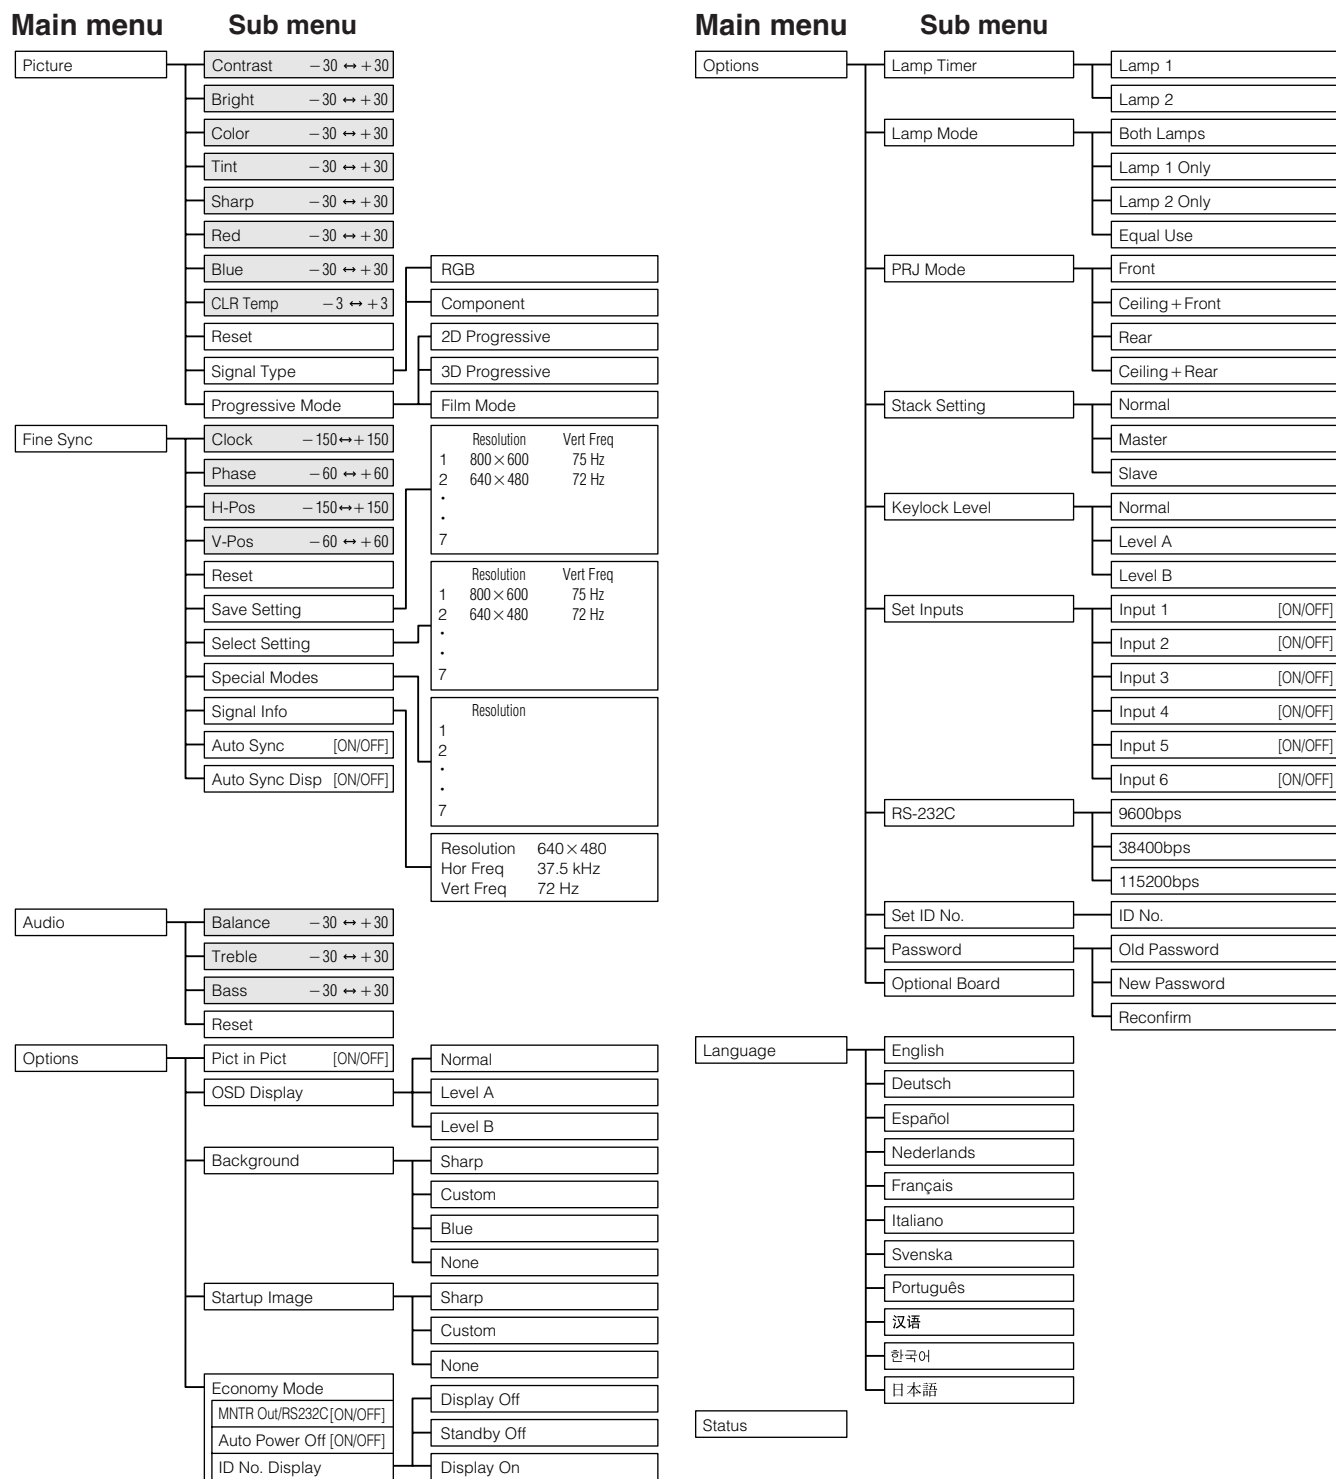 Main menu Sub menu
Picture
Contrast −30 ↔ +30
Bright −30 ↔ +30
Color −30 ↔ +30
Tint −30 ↔ +30
Sharp −30 ↔ +30
Red −30 ↔ +30
Blue −30 ↔ +30
CLR Temp −3 ↔ +3
Reset
Signal Type
RGB
Component
Progressive Mode
2D Progressive
3D Progressive
Film Mode
Fine Sync
Clock −150↔+150
Phase −60 ↔ +60
H-Pos −150↔+150
V-Pos −60 ↔ +60
Reset
Save Setting
Resolution Vert Freq
1 800×600 75 Hz
2 640×480 72 Hz
·
·
7
Select Setting
Resolution Vert Freq
1 800×600 75 Hz
2 640×480 72 Hz
·
·
7
Special Modes
Resolution
1
2
·
·
7
Signal Info
Resolution 640×480
Hor Freq 37.5 kHz
Vert Freq 72 Hz
Auto Sync [ON/OFF]
Auto Sync Disp [ON/OFF]
Audio
Balance −30 ↔ +30
Treble −30 ↔ +30
Bass −30 ↔ +30
Reset
Options
Pict in Pict [ON/OFF]
OSD Display
Normal
Level A
Level B
Background
Sharp
Custom
Blue
None
Startup Image
Sharp
Custom
None
Economy Mode
MNTR Out/RS232C [ON/OFF]
Auto Power Off [ON/OFF]
ID No. Display
Display Off
Standby Off
Display On
Main menu Sub menu
Options
Lamp Timer
Lamp 1
Lamp 2
Lamp Mode
Both Lamps
Lamp 1 Only
Lamp 2 Only
Equal Use
PRJ Mode
Front
Ceiling+Front
Rear
Ceiling+Rear
Stack Setting
Normal
Master
Slave
Keylock Level
Normal
Level A
Level B
Set Inputs
Input 1 [ON/OFF]
Input 2 [ON/OFF]
Input 3 [ON/OFF]
Input 4 [ON/OFF]
Input 5 [ON/OFF]
Input 6 [ON/OFF]
RS-232C
9600bps
38400bps
115200bps
Set ID No.
ID No.
Password
Old Password
New Password
Reconfirm
Optional Board
Language
English
Deutsch
Español
Nederlands
Français
Italiano
Svenska
Português
汉语
한국어
日本語
Status